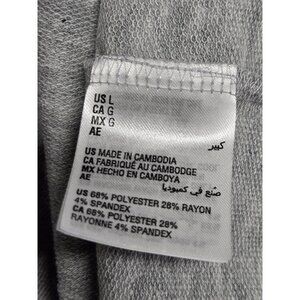 US L
CA G
MX G
AE كبير
US MADE IN CAMBODIA
CA FABRIQUÉ AU CAMBODGE
MX HECHO EN CAMBOYA
AE صنع في كمبوديا
US 68% POLYESTER 28% RAYON
4% SPANDEX
CA 68% POLYESTER 28%
RAYONNE 4% SPANDEX